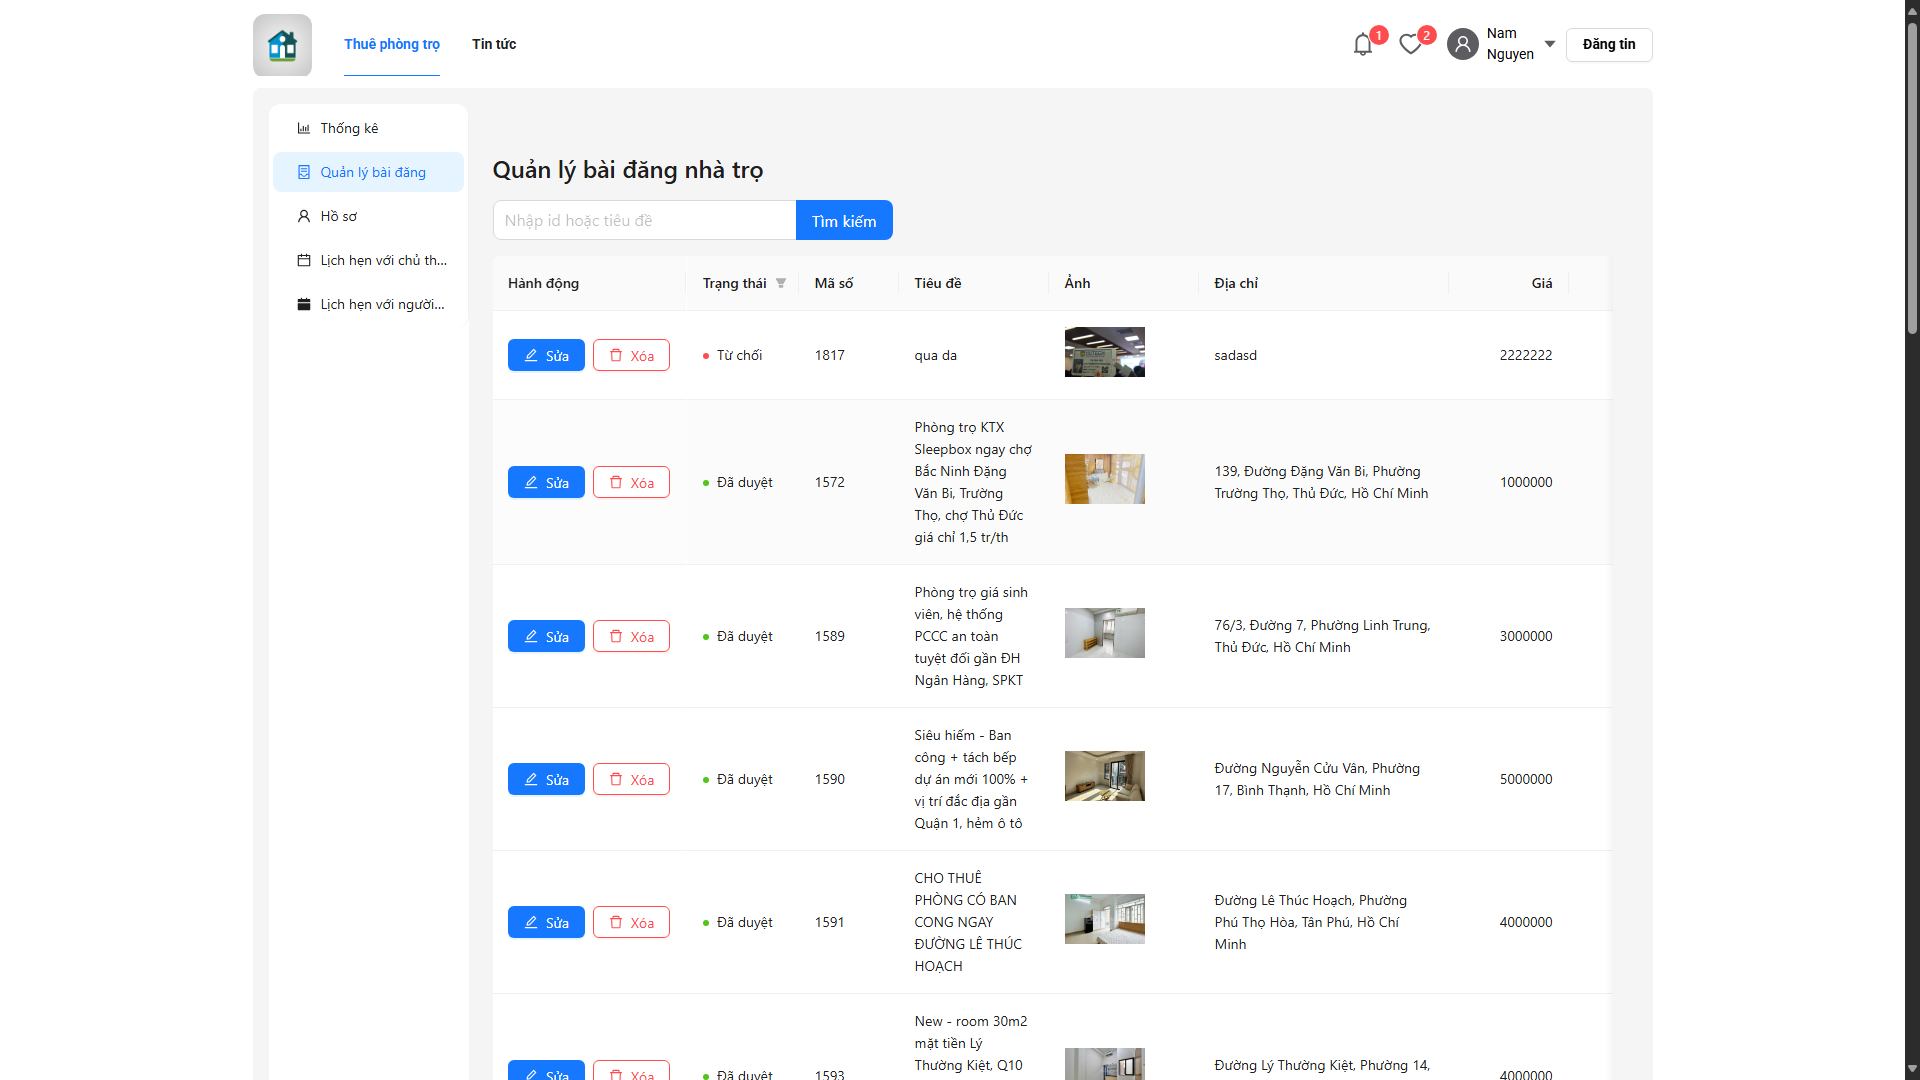 Thuê phòng trọ
Tin tức
1
2
Nam
Nguyen
Đăng tin
Thống kê
Quản lý bài đăng
Hồ sơ
Lịch hẹn với chủ th...
Lịch hẹn với người...
Quản lý bài đăng nhà trọ
Nhập id hoặc tiêu đề
Tìm kiếm
Hành động
Trạng thái
Mã số
Tiêu đề
Ảnh
Địa chỉ
Giá
Sửa
Xóa
Từ chối
1817
qua da
sadasd
2222222
Sửa
Xóa
Đã duyệt
1572
Phòng trọ KTX
Sleepbox ngay chợ
Bắc Ninh Đặng
Văn Bi, Trường
Thọ, chợ Thủ Đức
giá chỉ 1,5 tr/th
139, Đường Đặng Văn Bi, Phường
Trường Thọ, Thủ Đức, Hồ Chí Minh
1000000
Sửa
Xóa
Đã duyệt
1589
Phòng trọ giá sinh
viên, hệ thống
PCCC an toàn
tuyệt đối gần ĐH
Ngân Hàng, SPKT
76/3, Đường 7, Phường Linh Trung,
Thủ Đức, Hồ Chí Minh
3000000
Sửa
Xóa
Đã duyệt
1590
Siêu hiếm - Ban
công + tách bếp
dự án mới 100% +
vị trí đắc địa gần
Quận 1, hẻm ô tô
Đường Nguyễn Cửu Vân, Phường
17, Bình Thạnh, Hồ Chí Minh
5000000
Sửa
Xóa
Đã duyệt
1591
CHO THUÊ
PHÒNG CÓ BAN
CONG NGAY
ĐƯỜNG LÊ THÚC
HOẠCH
Đường Lê Thúc Hoạch, Phường
Phú Thọ Hòa, Tân Phú, Hồ Chí
Minh
4000000
Sửa
Xóa
Đã duyệt
1593
New - room 30m2
mặt tiền Lý
Thường Kiệt, Q10
Đường Lý Thường Kiệt, Phường 14,
4000000